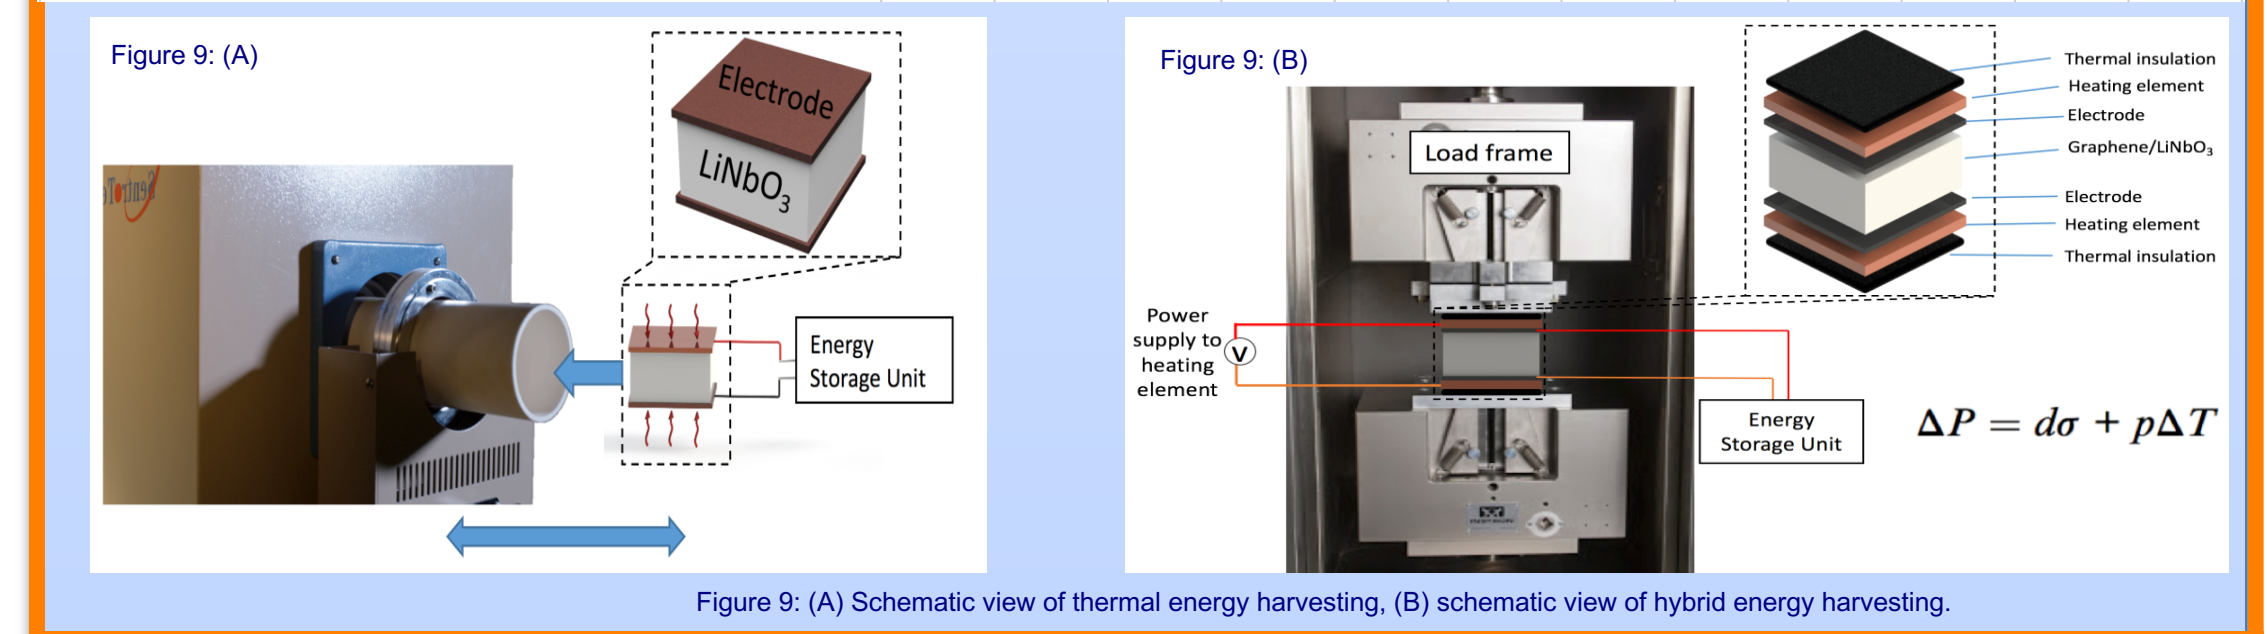 Figure 9: (A)
Electrode
LiNbO₃
Energy
Storage Unit
Figure 9: (B)
Load frame
Thermal insulation
Heating element
Electrode
Graphene/LiNbO₃
Electrode
Heating element
Thermal insulation
Power
supply to
heating
element
V
Energy
Storage Unit
ΔP = dσ + pΔT
Figure 9: (A) Schematic view of thermal energy harvesting, (B) schematic view of hybrid energy harvesting.